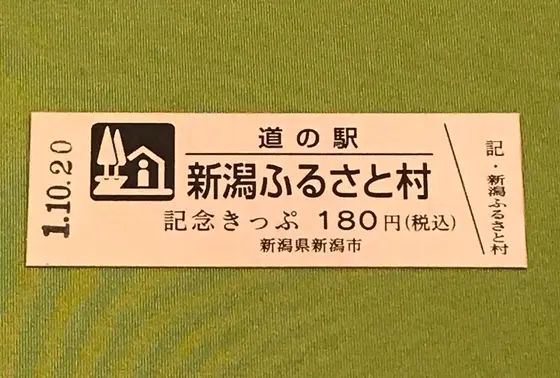 1.10.20
道の駅
新潟ふるさと村
記念きっぷ 180円(税込)
新潟県新潟市
記・新潟ふるさと村